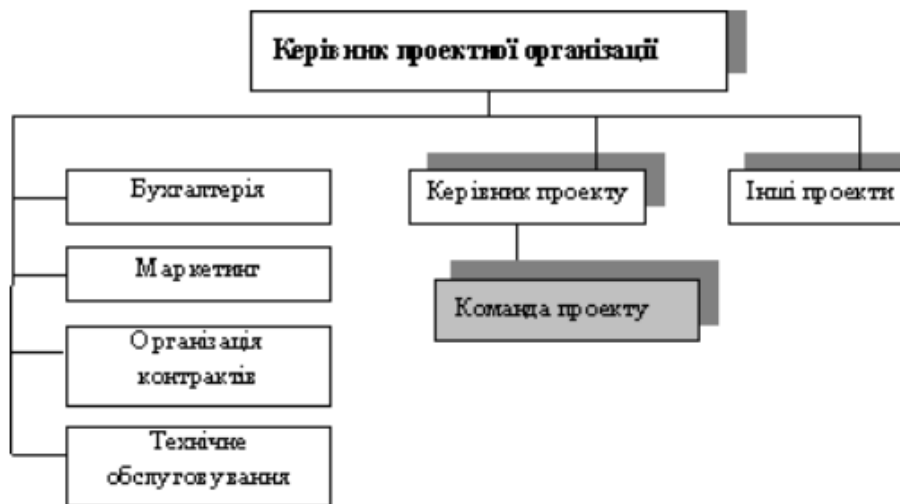 Керівник проектної організації
Бухгалтерія
Керівник проекту
Інші проекти
Маркетинг
Команда проекту
Організація
контрактів
Технічне
обслуговування